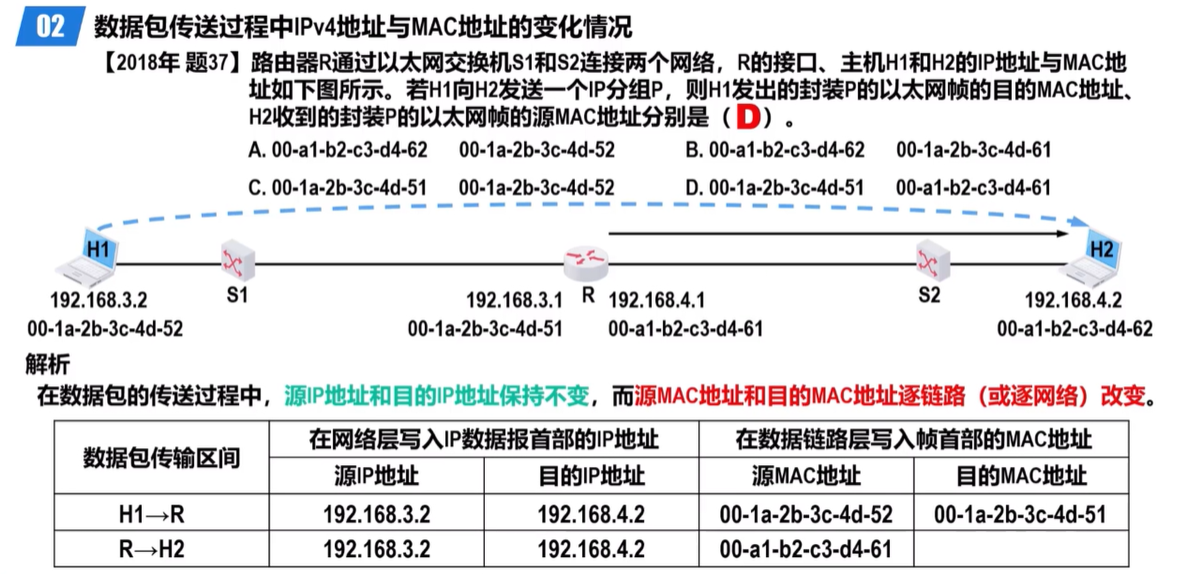 02 数据包传送过程中IPv4地址与MAC地址的变化情况
【2018年 题37】路由器R通过以太网交换机S1和S2连接两个网络，R的接口、主机H1和H2的IP地址与MAC地
址如下图所示。若H1向H2发送一个IP分组P，则H1发出的封装P的以太网帧的目的MAC地址、
H2收到的封装P的以太网帧的源MAC地址分别是（D）。
A. 00-a1-b2-c3-d4-62 00-1a-2b-3c-4d-52 B. 00-a1-b2-c3-d4-62 00-1a-2b-3c-4d-61
C. 00-1a-2b-3c-4d-51 00-1a-2b-3c-4d-52 D. 00-1a-2b-3c-4d-51 00-a1-b2-c3-d4-61
H1 H2
S1 R S2
192.168.3.2 192.168.3.1 192.168.4.1 192.168.4.2
00-1a-2b-3c-4d-52 00-1a-2b-3c-4d-51 00-a1-b2-c3-d4-61 00-a1-b2-c3-d4-62
解析
在数据包的传送过程中，源IP地址和目的IP地址保持不变，而源MAC地址和目的MAC地址逐链路（或逐网络）改变。
数据包传输区间 在网络层写入IP数据报首部的IP地址 在数据链路层写入帧首部的MAC地址
源IP地址 目的IP地址 源MAC地址 目的MAC地址
H1→R 192.168.3.2 192.168.4.2 00-1a-2b-3c-4d-52 00-1a-2b-3c-4d-51
R→H2 192.168.3.2 192.168.4.2 00-a1-b2-c3-d4-61